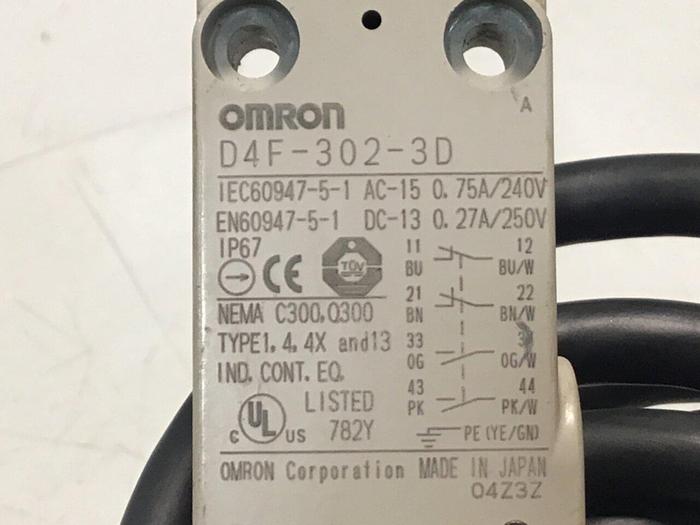 A
OMRON
D4F-302-3D
IEC60947-5-1 AC-15 0.75A/240V
EN60947-5-1 DC-13 0.27A/250V
IP67
CE
TÜV
11 12
BU BU/W
21 22
BN BN/W
33
OG OG/W
43 44
PK PK/W
PE (YE/GN)
NEMA C300,Q300
TYPE1,4,4X and13
IND. CONT. EQ.
C UL US LISTED
782Y
OMRON Corporation MADE IN JAPAN
04Z3Z